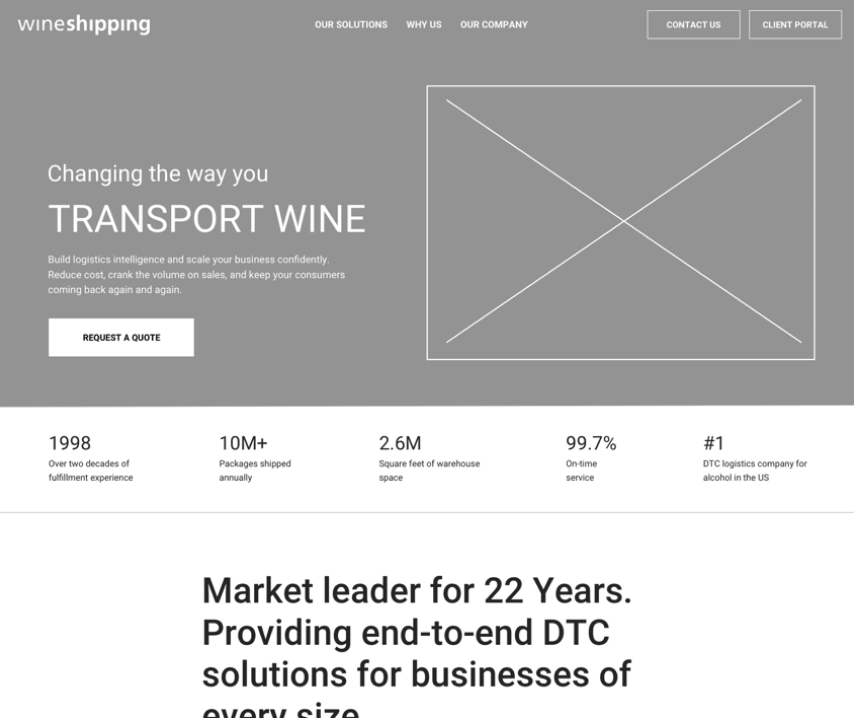 wineshipping
OUR SOLUTIONS
WHY US
OUR COMPANY
CONTACT US
CLIENT PORTAL
Changing the way you
TRANSPORT WINE
Build logistics intelligence and scale your business confidently.
Reduce cost, crank the volume on sales, and keep your consumers
coming back again and again.
REQUEST A QUOTE
1998
Over two decades of
fulfillment experience
10M+
Packages shipped
annually
2.6M
Square feet of warehouse
space
99.7%
On-time
service
#1
DTC logistics company for
alcohol in the US
Market leader for 22 Years.
Providing end-to-end DTC
solutions for businesses of
every size